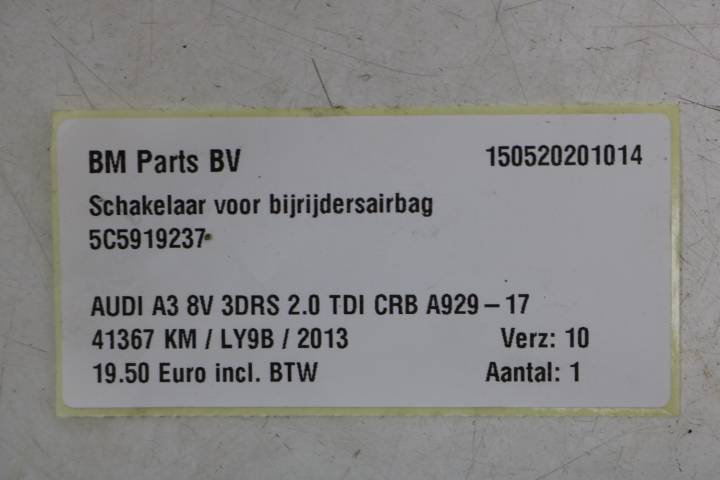 BM Parts BV 150520201014
Schakelaar voor bijrijdersairbag
5C5919237
AUDI A3 8V 3DRS 2.0 TDI CRB A929 – 17
41367 KM / LY9B / 2013 Verz: 10
19.50 Euro incl. BTW Aantal: 1